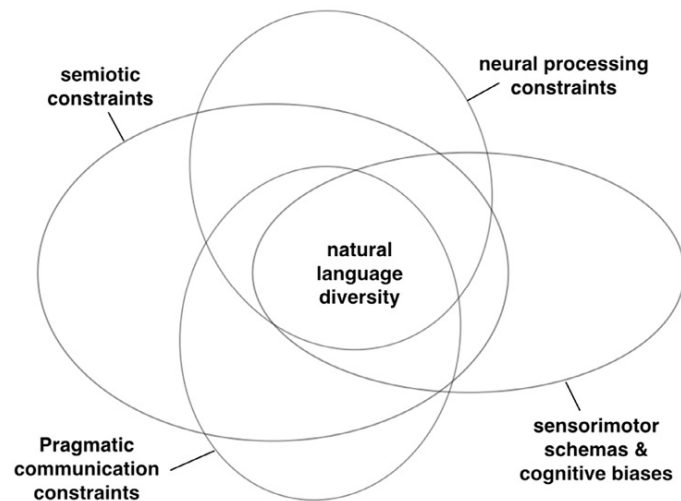 semiotic
constraints
neural processing
constraints
natural
language
diversity
Pragmatic
communication
constraints
sensorimotor
schemas &
cognitive biases